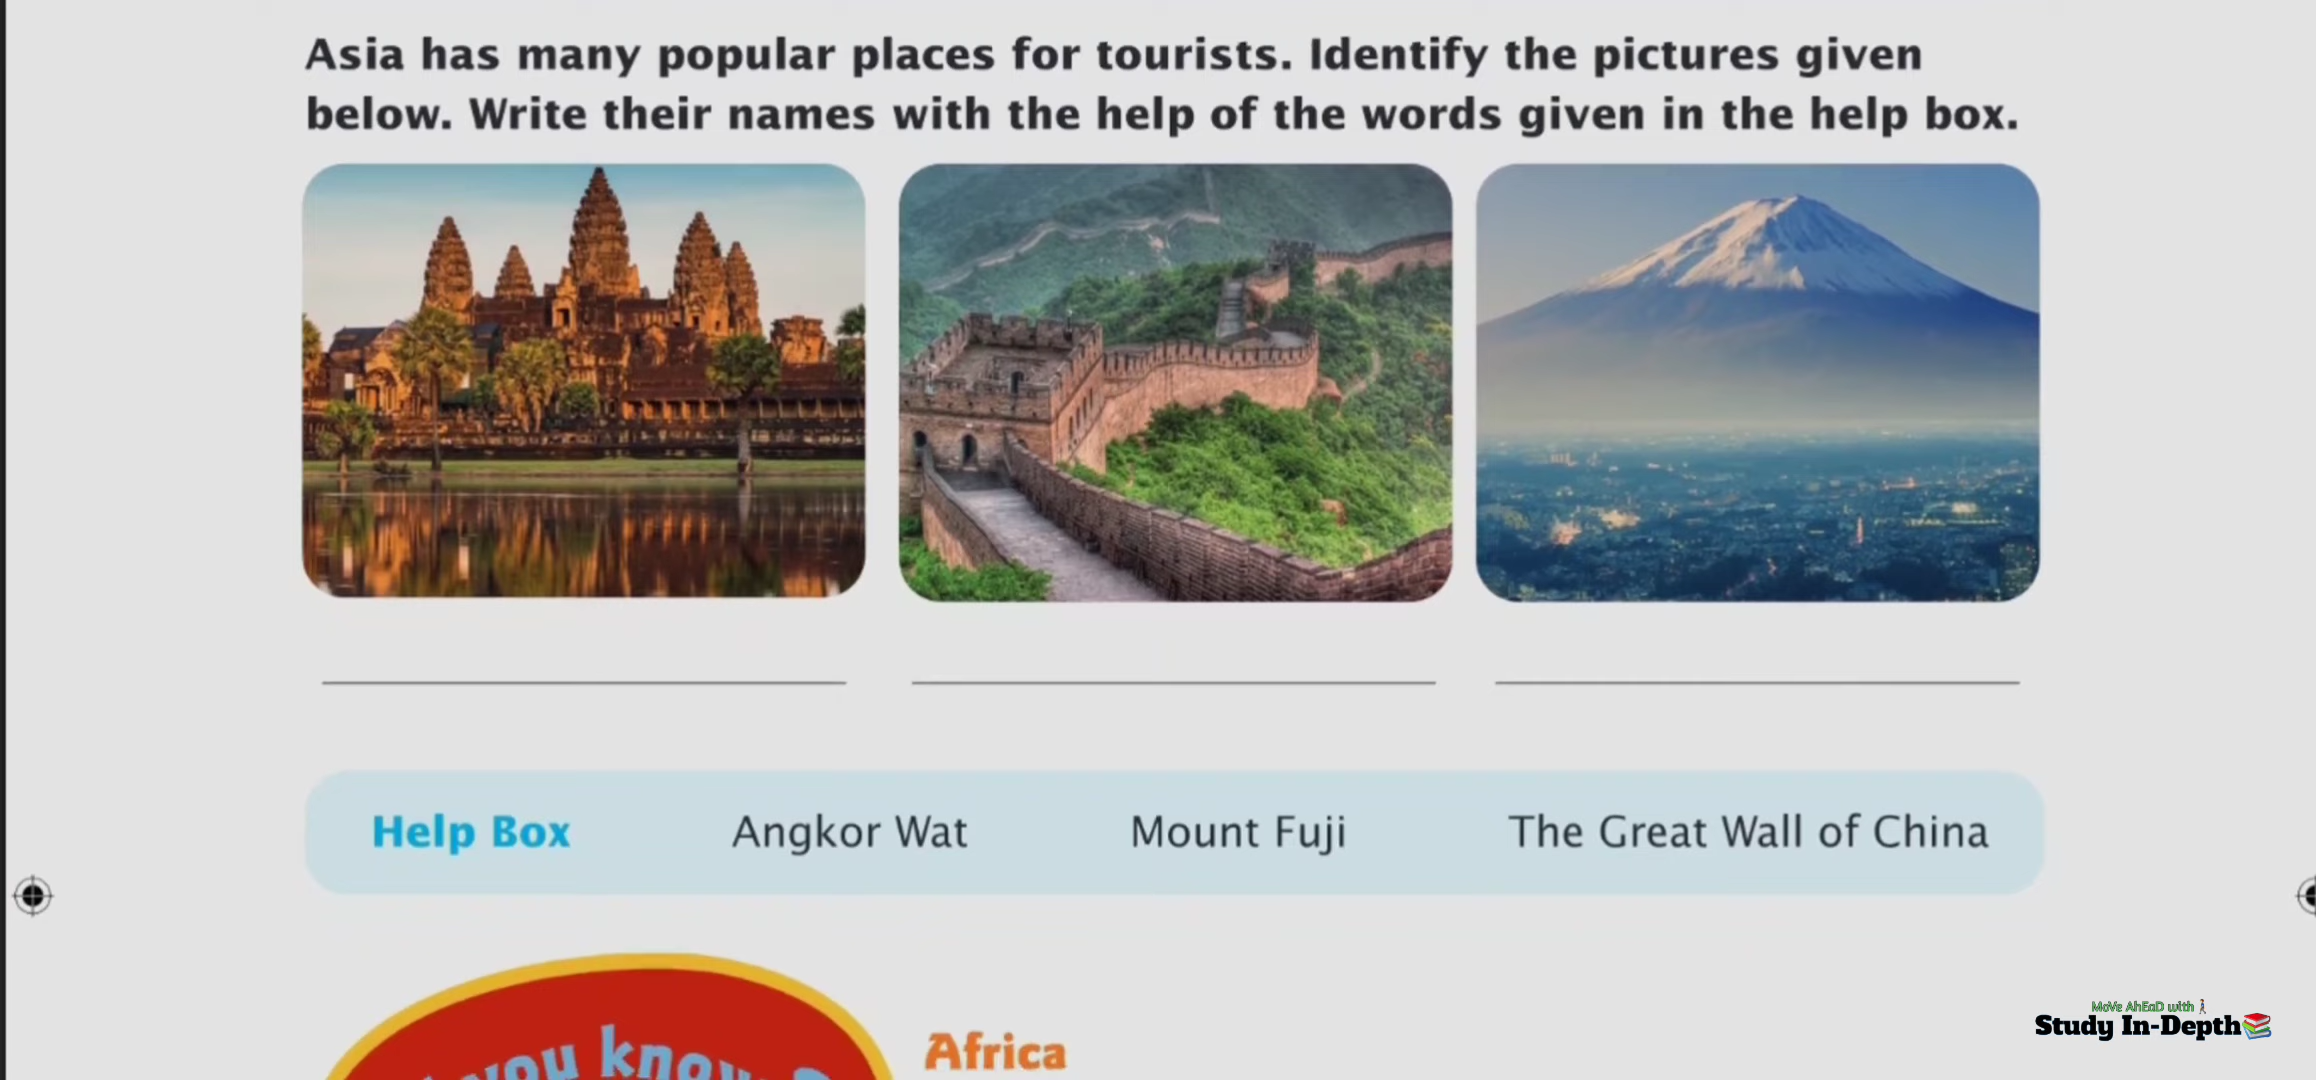 Asia has many popular places for tourists. Identify the pictures given
below. Write their names with the help of the words given in the help box.
Help Box Angkor Wat Mount Fuji The Great Wall of China
you know?
Africa
MoVe AhEaD with
Study In-Depth